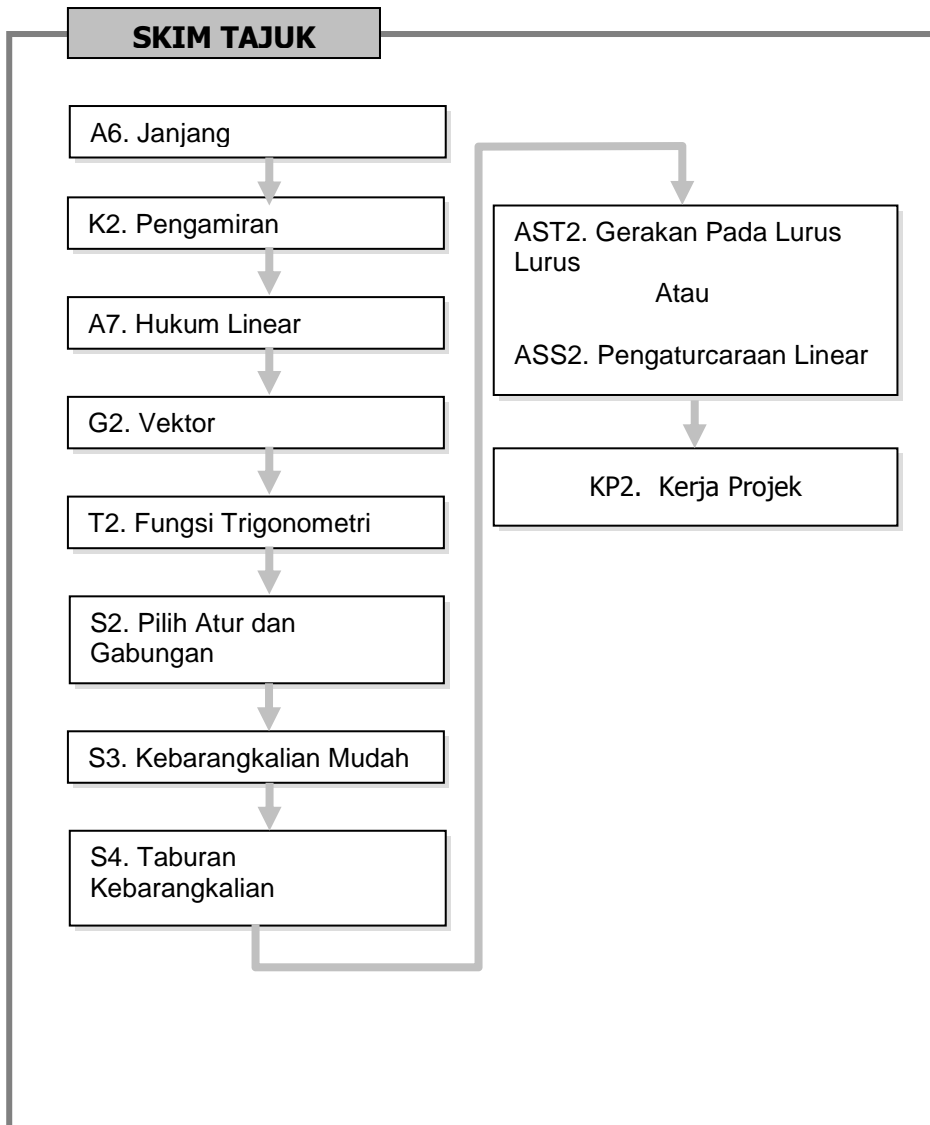 SKIM TAJUK
A6. Janjang
K2. Pengamiran
A7. Hukum Linear
G2. Vektor
T2. Fungsi Trigonometri
S2. Pilih Atur dan
Gabungan
S3. Kebarangkalian Mudah
S4. Taburan
Kebarangkalian
AST2. Gerakan Pada Lurus
Lurus
Atau
ASS2. Pengaturcaraan Linear
KP2. Kerja Projek